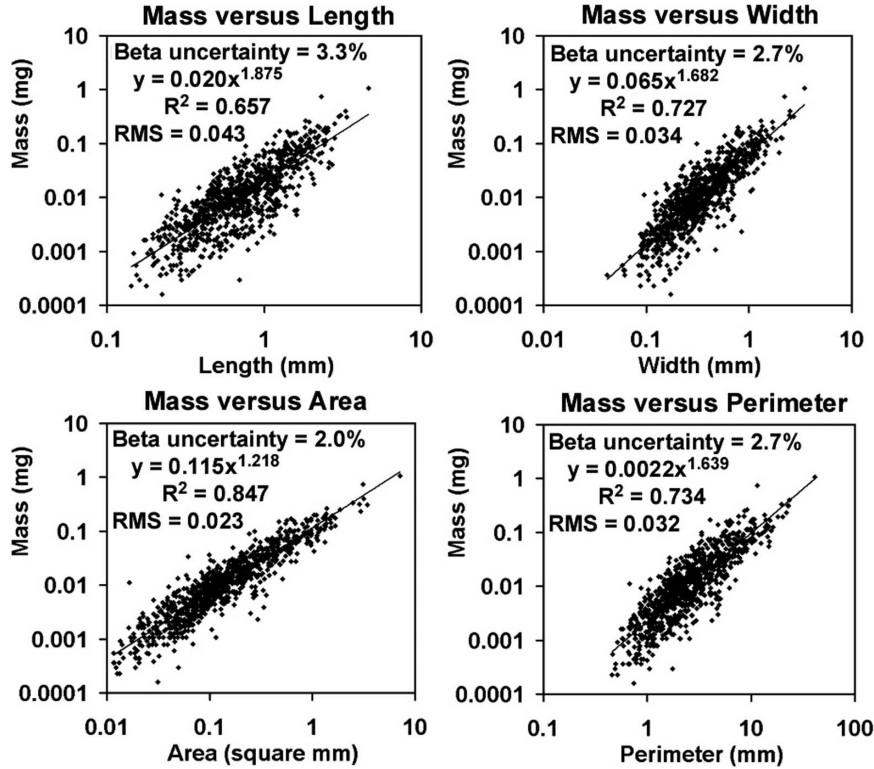 Mass versus Length
Mass (mg)
10
1
0.1
0.01
0.001
0.0001
Beta uncertainty = 3.3%
y = 0.020x^1.875
R² = 0.657
RMS = 0.043
0.1 1 10
Length (mm)
Mass versus Width
Mass (mg)
10
1
0.1
0.01
0.001
0.0001
Beta uncertainty = 2.7%
y = 0.065x^1.682
R² = 0.727
RMS = 0.034
0.01 0.1 1 10
Width (mm)
Mass versus Area
Mass (mg)
10
1
0.1
0.01
0.001
0.0001
Beta uncertainty = 2.0%
y = 0.115x^1.218
R² = 0.847
RMS = 0.023
0.01 0.1 1 10
Area (square mm)
Mass versus Perimeter
Mass (mg)
10
1
0.1
0.01
0.001
0.0001
Beta uncertainty = 2.7%
y = 0.0022x^1.639
R² = 0.734
RMS = 0.032
0.1 1 10 100
Perimeter (mm)